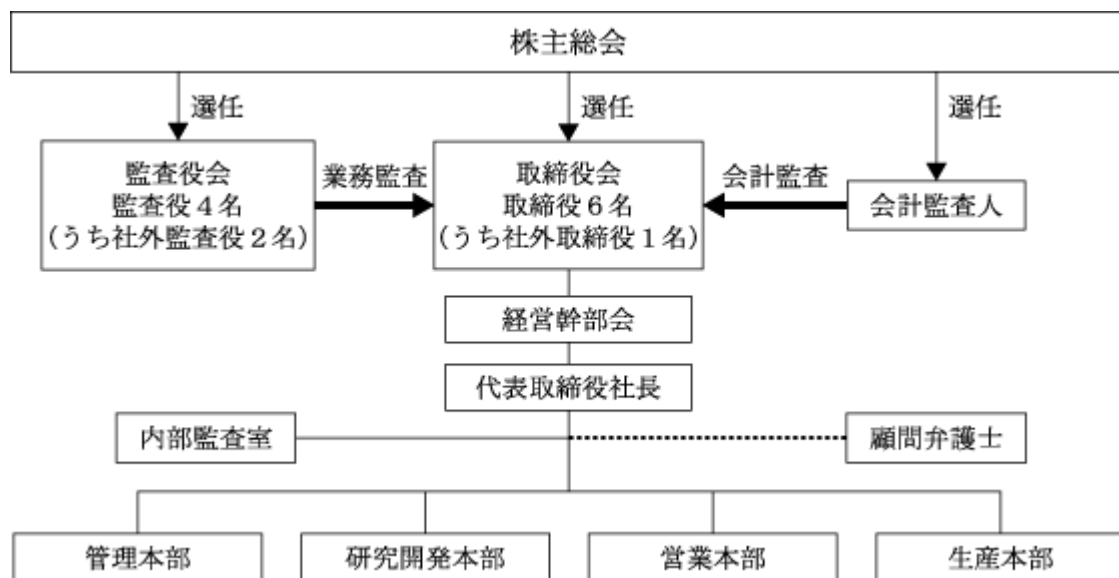 株主総会
選任
選任
選任
監査役会
監査役4名
(うち社外監査役2名)
業務監査
取締役会
取締役6名
(うち社外取締役1名)
会計監査
会計監査人
経営幹部会
代表取締役社長
内部監査室
顧問弁護士
管理本部
研究開発本部
営業本部
生産本部